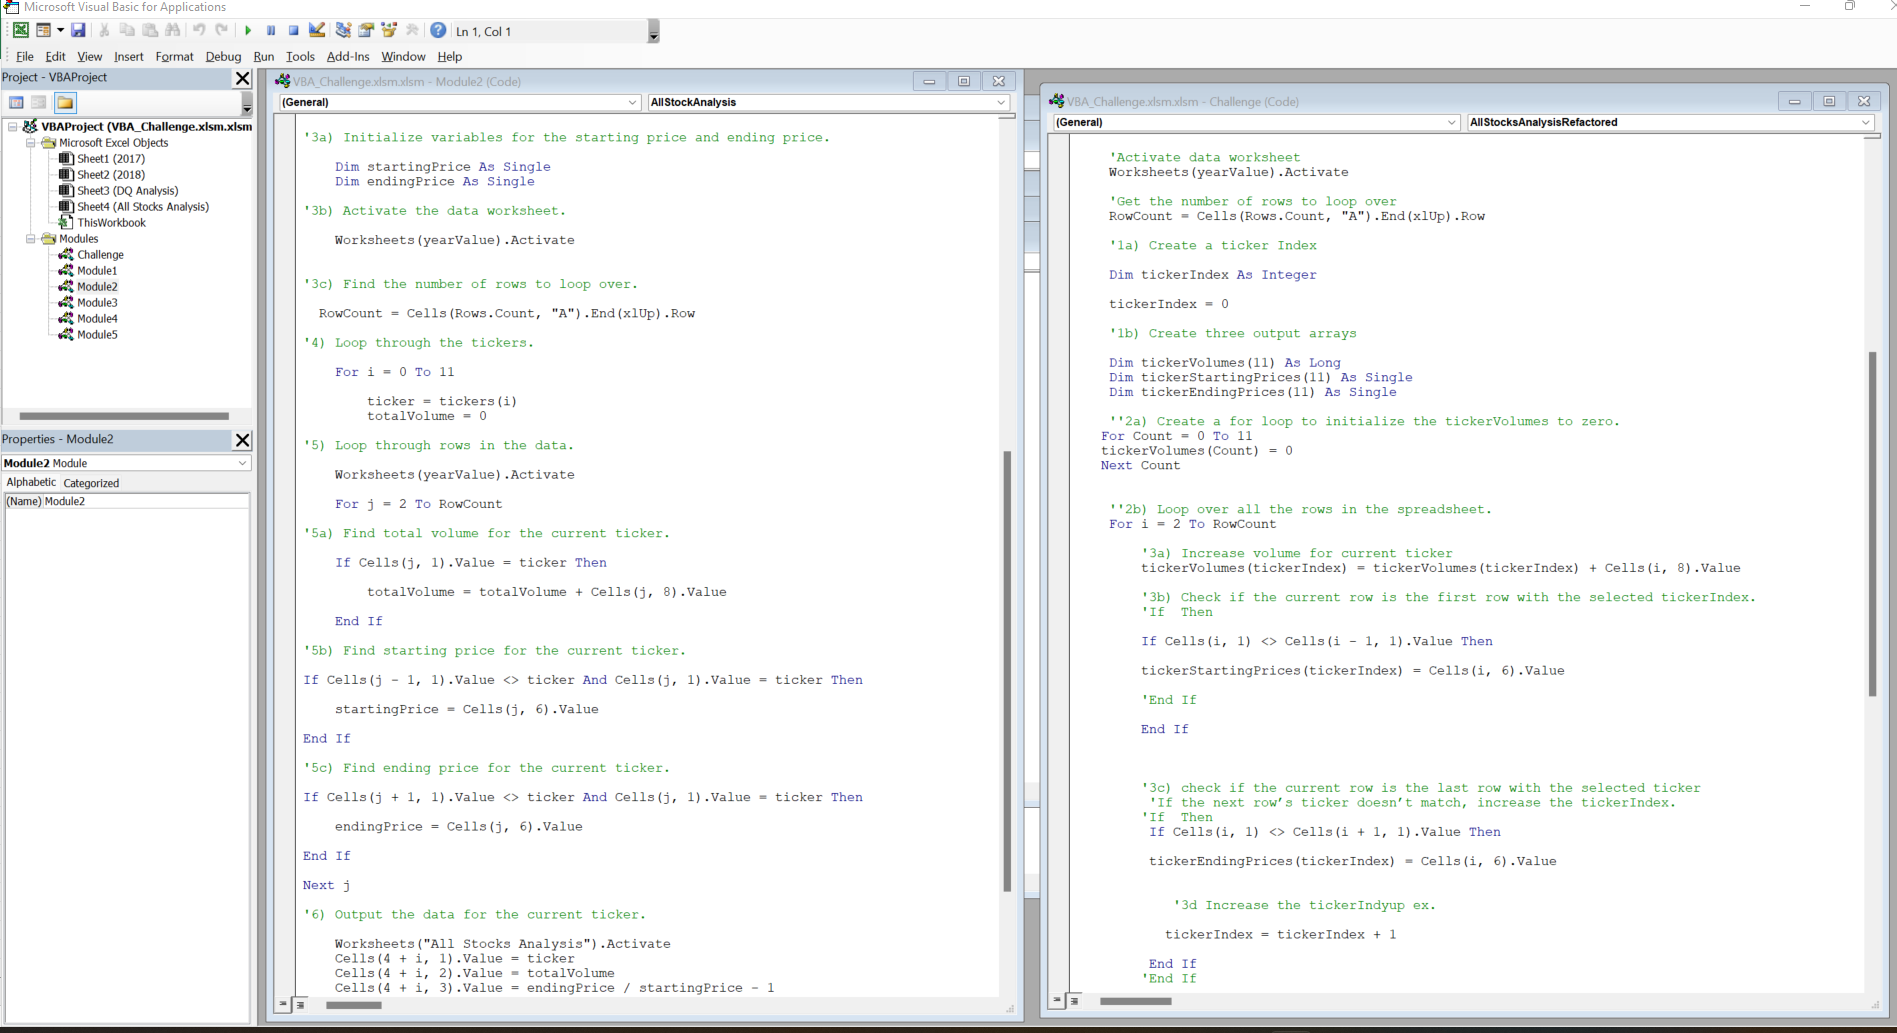 Microsoft Visual Basic for Applications
Ln 1, Col 1
File Edit View Insert Format Debug Run Tools Add-Ins Window Help
Project - VBAProject
VBAProject (VBA_Challenge.xlsm.xlsm
Microsoft Excel Objects
Sheet1 (2017)
Sheet2 (2018)
Sheet3 (DQ Analysis)
Sheet4 (All Stocks Analysis)
ThisWorkbook
Modules
Challenge
Module1
Module2
Module3
Module4
Module5
Properties - Module2
Module2 Module
Alphabetic Categorized
(Name) Module2
VBA_Challenge.xlsm.xlsm - Module2 (Code)
(General) AllStockAnalysis
'3a) Initialize variables for the starting price and ending price.
Dim startingPrice As Single
Dim endingPrice As Single
'3b) Activate the data worksheet.
Worksheets(yearValue).Activate
'3c) Find the number of rows to loop over.
RowCount = Cells(Rows.Count, "A").End(xlUp).Row
'4) Loop through the tickers.
For i = 0 To 11
ticker = tickers(i)
totalVolume = 0
'5) Loop through rows in the data.
Worksheets(yearValue).Activate
For j = 2 To RowCount
'5a) Find total volume for the current ticker.
If Cells(j, 1).Value = ticker Then
totalVolume = totalVolume + Cells(j, 8).Value
End If
'5b) Find starting price for the current ticker.
If Cells(j - 1, 1).Value <> ticker And Cells(j, 1).Value = ticker Then
startingPrice = Cells(j, 6).Value
End If
'5c) Find ending price for the current ticker.
If Cells(j + 1, 1).Value <> ticker And Cells(j, 1).Value = ticker Then
endingPrice = Cells(j, 6).Value
End If
Next j
'6) Output the data for the current ticker.
Worksheets("All Stocks Analysis").Activate
Cells(4 + i, 1).Value = ticker
Cells(4 + i, 2).Value = totalVolume
Cells(4 + i, 3).Value = endingPrice / startingPrice - 1
VBA_Challenge.xlsm.xlsm - Challenge (Code)
(General) AllStocksAnalysisRefactored
'Activate data worksheet
Worksheets(yearValue).Activate
'Get the number of rows to loop over
RowCount = Cells(Rows.Count, "A").End(xlUp).Row
'1a) Create a ticker Index
Dim tickerIndex As Integer
tickerIndex = 0
'1b) Create three output arrays
Dim tickerVolumes(11) As Long
Dim tickerStartingPrices(11) As Single
Dim tickerEndingPrices(11) As Single
''2a) Create a for loop to initialize the tickerVolumes to zero.
For Count = 0 To 11
tickerVolumes(Count) = 0
Next Count
''2b) Loop over all the rows in the spreadsheet.
For i = 2 To RowCount
'3a) Increase volume for current ticker
tickerVolumes(tickerIndex) = tickerVolumes(tickerIndex) + Cells(i, 8).Value
'3b) Check if the current row is the first row with the selected tickerIndex.
'If  Then
If Cells(i, 1) <> Cells(i - 1, 1).Value Then
tickerStartingPrices(tickerIndex) = Cells(i, 6).Value
'End If
End If
'3c) check if the current row is the last row with the selected ticker
'If the next row's ticker doesn't match, increase the tickerIndex.
'If  Then
If Cells(i, 1) <> Cells(i + 1, 1).Value Then
tickerEndingPrices(tickerIndex) = Cells(i, 6).Value
'3d Increase the tickerIndyup ex.
tickerIndex = tickerIndex + 1
End If
'End If